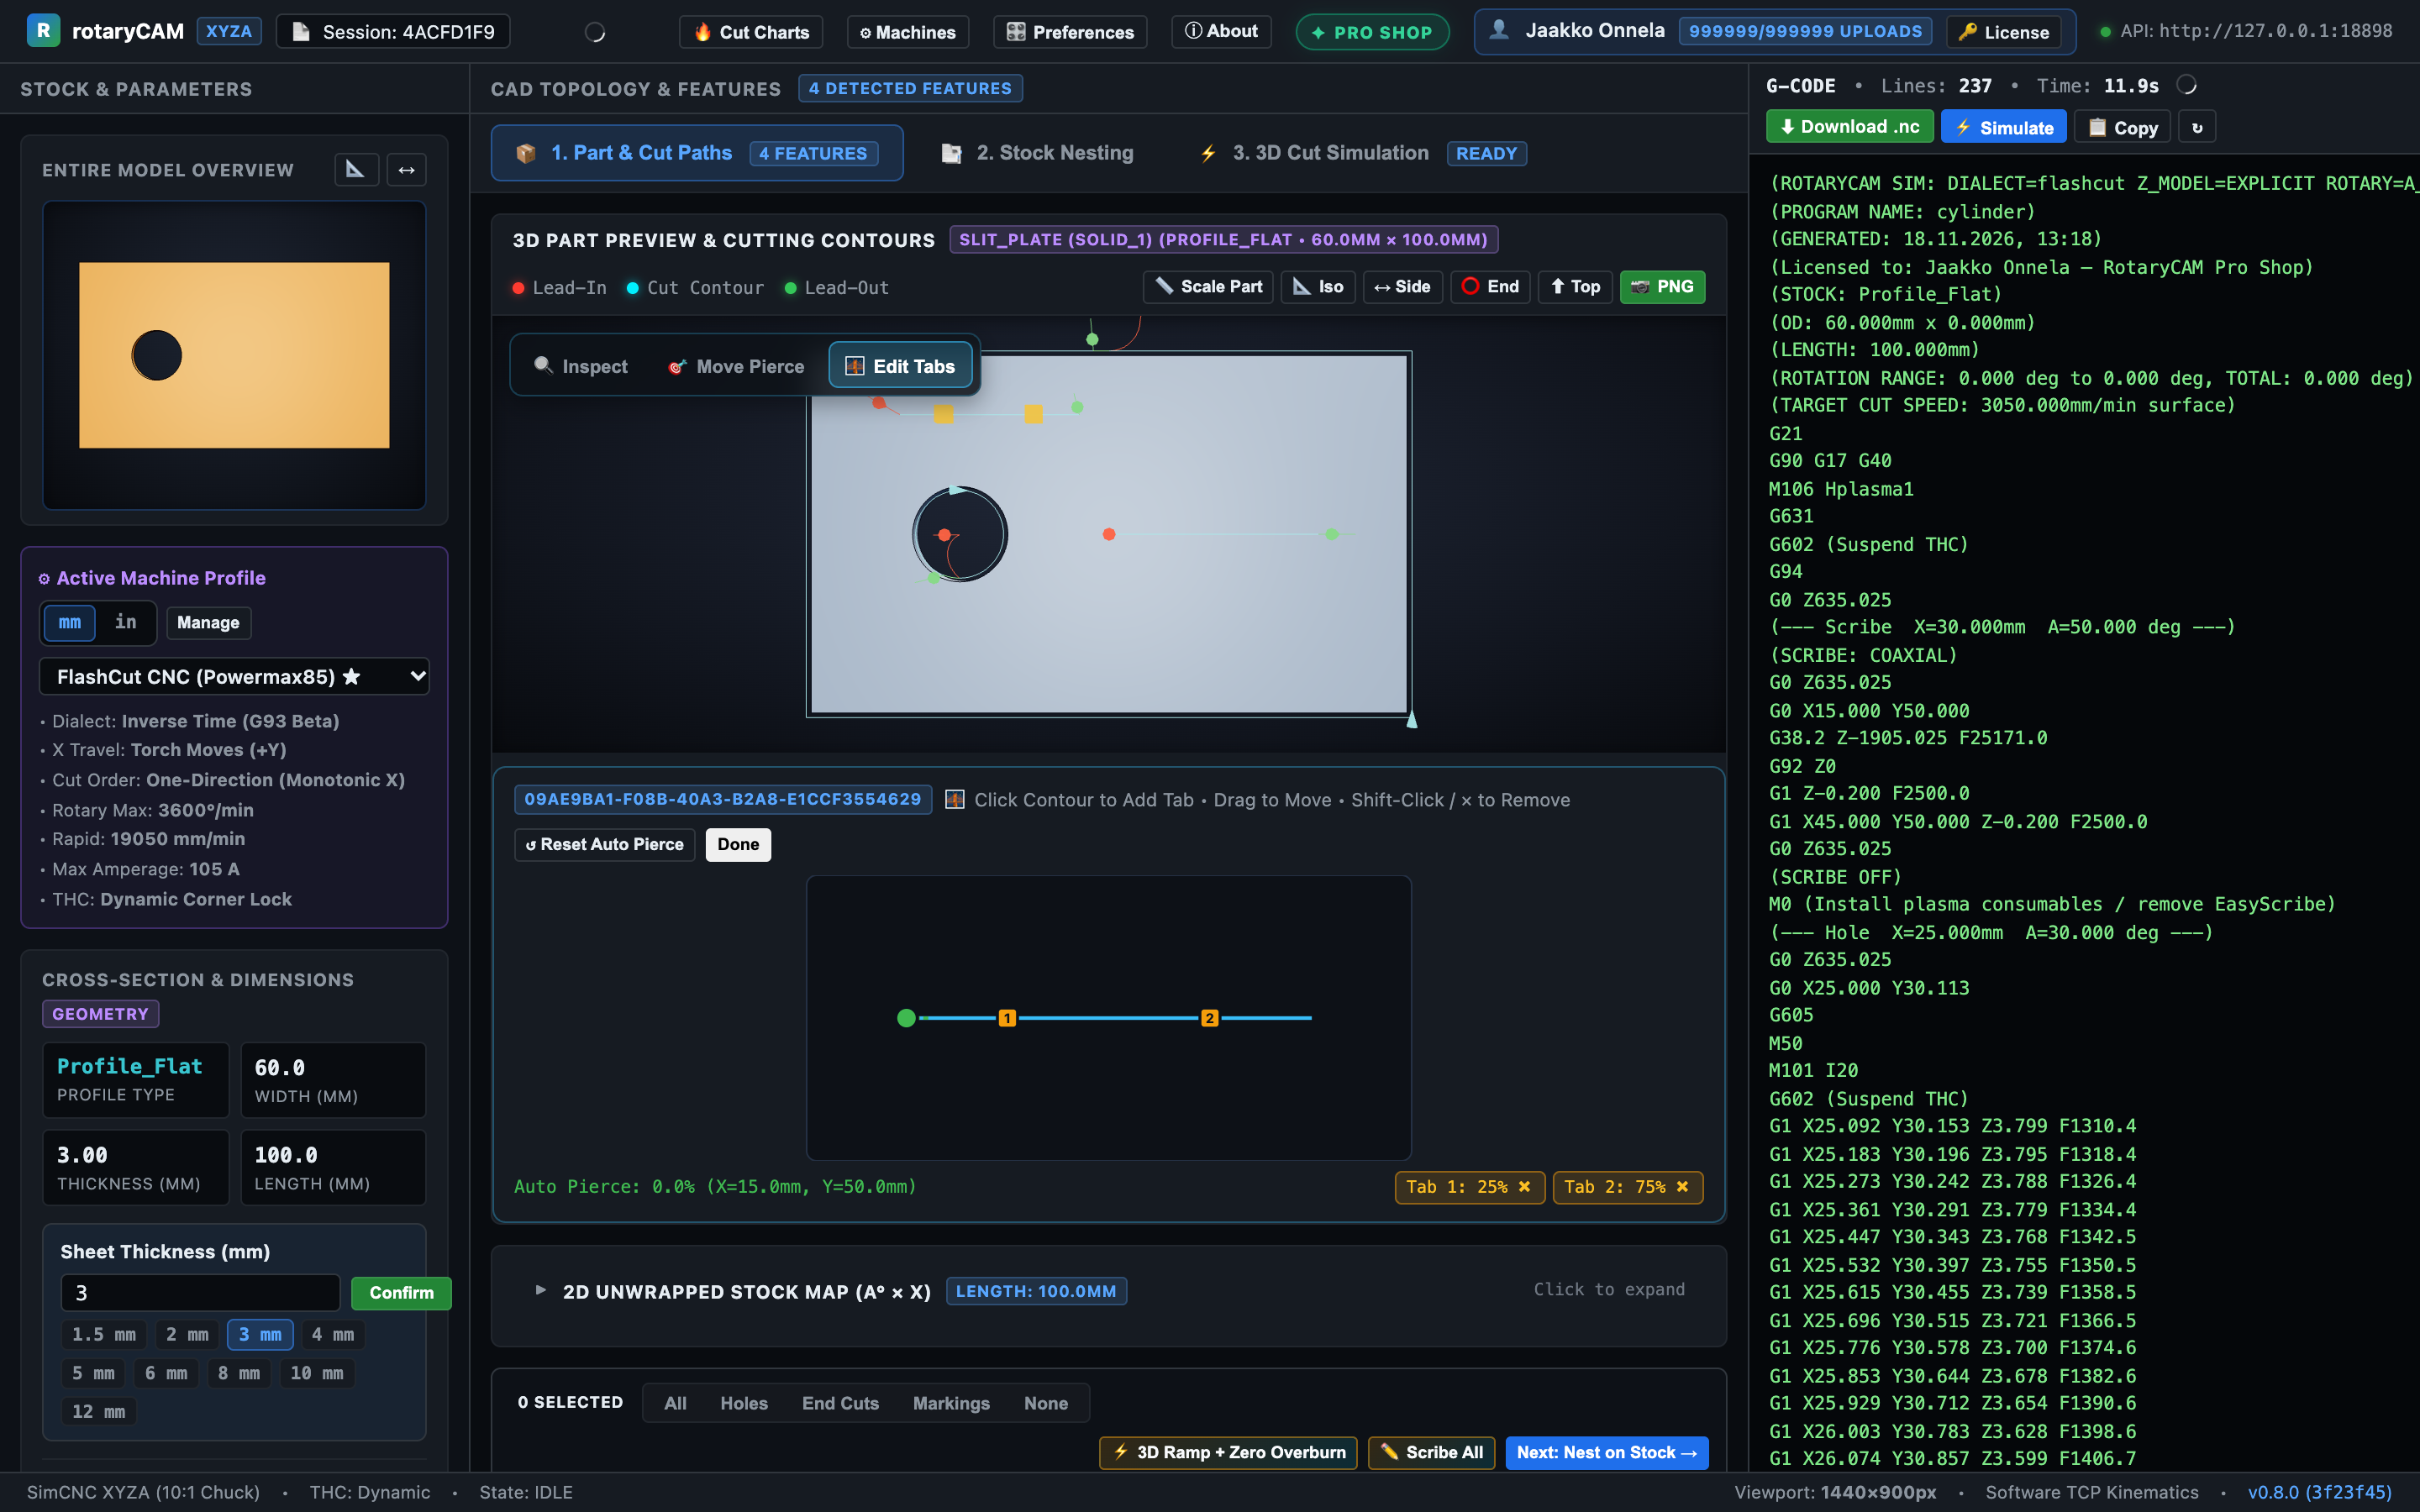 R rotaryCAM XYZA Session: 4ACFD1F9 Cut Charts Machines Preferences About PRO SHOP Jaakko Onnela 999999/999999 UPLOADS License API: http://127.0.0.1:18898
STOCK & PARAMETERS
ENTIRE MODEL OVERVIEW
Active Machine Profile
mm in Manage
FlashCut CNC (Powermax85) ★
• Dialect: Inverse Time (G93 Beta)
• X Travel: Torch Moves (+Y)
• Cut Order: One-Direction (Monotonic X)
• Rotary Max: 3600°/min
• Rapid: 19050 mm/min
• Max Amperage: 105 A
• THC: Dynamic Corner Lock
CROSS-SECTION & DIMENSIONS
GEOMETRY
Profile_Flat 60.0
PROFILE TYPE WIDTH (MM)
3.00 100.0
THICKNESS (MM) LENGTH (MM)
Sheet Thickness (mm)
3 Confirm
1.5 mm 2 mm 3 mm 4 mm
5 mm 6 mm 8 mm 10 mm
12 mm
CAD TOPOLOGY & FEATURES 4 DETECTED FEATURES
1. Part & Cut Paths 4 FEATURES 2. Stock Nesting 3. 3D Cut Simulation READY
3D PART PREVIEW & CUTTING CONTOURS SLIT_PLATE (SOLID_1) (PROFILE_FLAT • 60.0MM × 100.0MM)
Lead-In Cut Contour Lead-Out Scale Part Iso ↔ Side End ⬆ Top PNG
Inspect Move Pierce Edit Tabs
09AE9BA1-F08B-40A3-B2A8-E1CCF3554629 Click Contour to Add Tab • Drag to Move • Shift-Click / × to Remove
↺ Reset Auto Pierce Done
1 2
Auto Pierce: 0.0% (X=15.0mm, Y=50.0mm) Tab 1: 25% ✖ Tab 2: 75% ✖
▶ 2D UNWRAPPED STOCK MAP (A° × X) LENGTH: 100.0MM Click to expand
0 SELECTED All Holes End Cuts Markings None
3D Ramp + Zero Overburn Scribe All Next: Nest on Stock →
G-CODE • Lines: 237 • Time: 11.9s
⬇ Download .nc Simulate Copy ↻
(ROTARYCAM SIM: DIALECT=flashcut Z_MODEL=EXPLICIT ROTARY=A_
(PROGRAM NAME: cylinder)
(GENERATED: 18.11.2026, 13:18)
(Licensed to: Jaakko Onnela — RotaryCAM Pro Shop)
(STOCK: Profile_Flat)
(OD: 60.000mm x 0.000mm)
(LENGTH: 100.000mm)
(ROTATION RANGE: 0.000 deg to 0.000 deg, TOTAL: 0.000 deg)
(TARGET CUT SPEED: 3050.000mm/min surface)
G21
G90 G17 G40
M106 Hplasma1
G631
G602 (Suspend THC)
G94
G0 Z635.025
(--- Scribe X=30.000mm A=50.000 deg ---)
(SCRIBE: COAXIAL)
G0 Z635.025
G0 X15.000 Y50.000
G38.2 Z-1905.025 F25171.0
G92 Z0
G1 Z-0.200 F2500.0
G1 X45.000 Y50.000 Z-0.200 F2500.0
G0 Z635.025
(SCRIBE OFF)
M0 (Install plasma consumables / remove EasyScribe)
(--- Hole X=25.000mm A=30.000 deg ---)
G0 Z635.025
G0 X25.000 Y30.113
G605
M50
M101 I20
G602 (Suspend THC)
G1 X25.092 Y30.153 Z3.799 F1310.4
G1 X25.183 Y30.196 Z3.795 F1318.4
G1 X25.273 Y30.242 Z3.788 F1326.4
G1 X25.361 Y30.291 Z3.779 F1334.4
G1 X25.447 Y30.343 Z3.768 F1342.5
G1 X25.532 Y30.397 Z3.755 F1350.5
G1 X25.615 Y30.455 Z3.739 F1358.5
G1 X25.696 Y30.515 Z3.721 F1366.5
G1 X25.776 Y30.578 Z3.700 F1374.6
G1 X25.853 Y30.644 Z3.678 F1382.6
G1 X25.929 Y30.712 Z3.654 F1390.6
G1 X26.003 Y30.783 Z3.628 F1398.6
G1 X26.074 Y30.857 Z3.599 F1406.7
SimCNC XYZA (10:1 Chuck) • THC: Dynamic • State: IDLE Viewport: 1440×900px • Software TCP Kinematics • v0.8.0 (3f23f45)